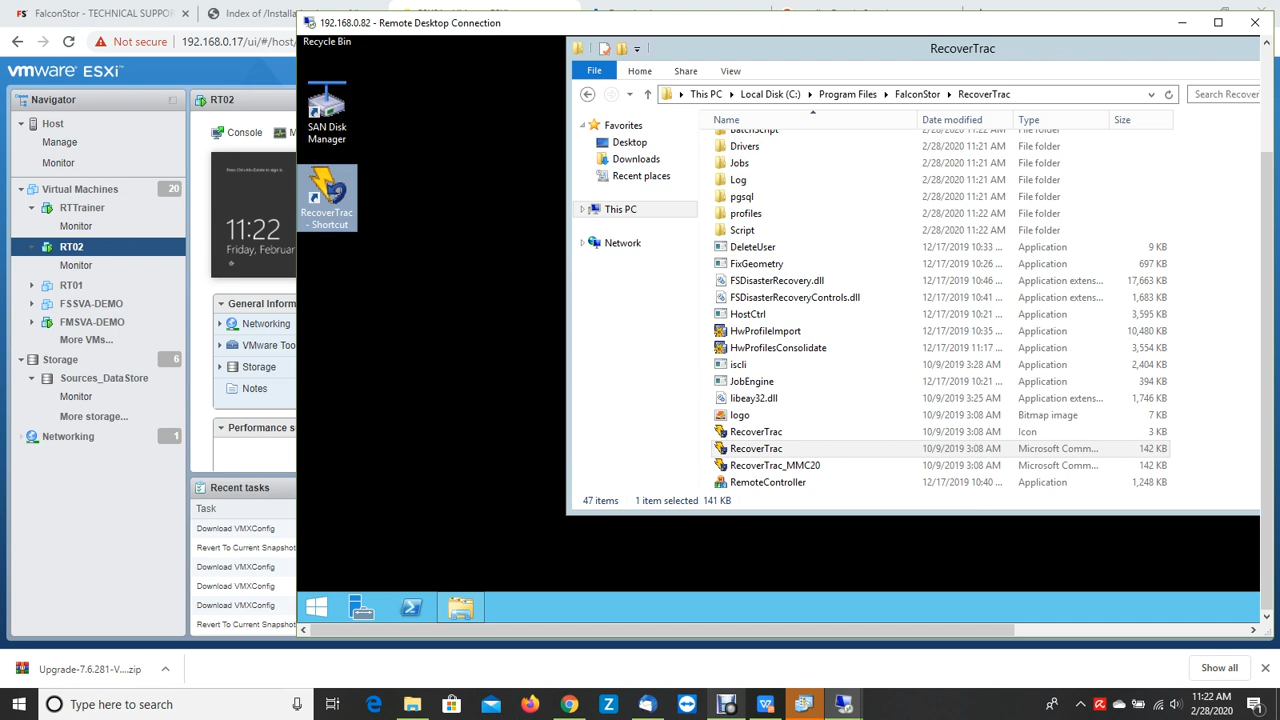 FalconStor - TECHNICAL SUPPOR
Index of /Installa
192.168.0.82 - Remote Desktop Connection
Not secure
192.168.0.17/ui/#/host/
vmware ESXi™
Navigator
Host
Manage
Monitor
Virtual Machines
20
RTTrainer
Monitor
RT02
Monitor
RT01
FSSVA-DEMO
FMSVA-DEMO
More VMs...
Storage
6
Sources_DataStore
Monitor
More storage...
Networking
1
RT02
Console
M
11:22
Friday, Februar
General Inform
Networking
VMware Too
Storage
Notes
Performance s
Recent tasks
Task
Download VMXConfig
Revert To Current Snapshot
Download VMXConfig
Download VMXConfig
Download VMXConfig
Revert To Current Snapshot
Recycle Bin
SAN Disk
Manager
RecoverTrac
- Shortcut
RecoverTrac
File
Home
Share
View
This PC
Local Disk (C:)
Program Files
FalconStor
RecoverTrac
Search Recover
Favorites
Desktop
Downloads
Recent places
This PC
Network
Name
Date modified
Type
Size
BatchScript 2/28/2020 11:22 AM File folder
Drivers 2/28/2020 11:21 AM File folder
Jobs 2/28/2020 11:21 AM File folder
Log 2/28/2020 11:21 AM File folder
pgsql 2/28/2020 11:21 AM File folder
profiles 2/28/2020 11:22 AM File folder
Script 2/28/2020 11:22 AM File folder
DeleteUser 12/17/2019 10:33 ... Application 9 KB
FixGeometry 12/17/2019 10:26 ... Application 697 KB
FSDisasterRecovery.dll 12/17/2019 10:46 ... Application extens... 17,663 KB
FSDisasterRecoveryControls.dll 12/17/2019 10:41 ... Application extens... 1,683 KB
HostCtrl 12/17/2019 10:21 ... Application 3,595 KB
HwProfileImport 12/17/2019 10:35 ... Application 10,480 KB
HwProfilesConsolidate 12/17/2019 11:17 ... Application 3,554 KB
iscli 10/9/2019 3:28 AM Application 2,404 KB
JobEngine 12/17/2019 10:21 ... Application 394 KB
libeay32.dll 10/9/2019 3:25 AM Application extens... 1,746 KB
logo 10/9/2019 3:08 AM Bitmap image 7 KB
RecoverTrac 10/9/2019 3:08 AM Icon 3 KB
RecoverTrac 10/9/2019 3:08 AM Microsoft Comm... 142 KB
RecoverTrac_MMC20 10/9/2019 3:08 AM Microsoft Comm... 142 KB
RemoteController 12/17/2019 10:40 ... Application 1,248 KB
47 items 1 item selected 141 KB
Upgrade-7.6.281-V....zip
Show all
Type here to search
11:22 AM
2/28/2020